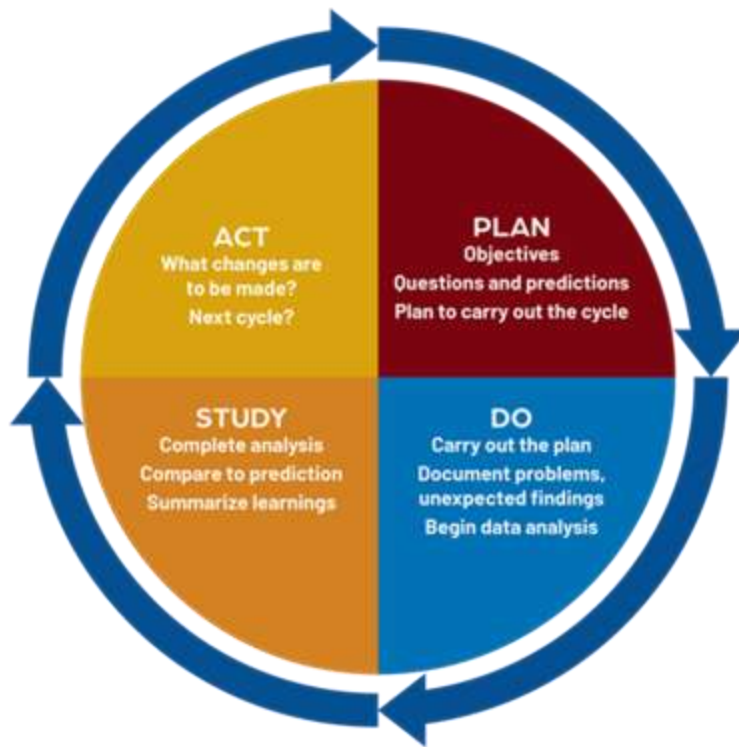 ACT
What changes are
to be made?
Next cycle?
PLAN
Objectives
Questions and predictions
Plan to carry out the cycle
STUDY
Complete analysis
Compare to prediction
Summarize learnings
DO
Carry out the plan
Document problems,
unexpected findings
Begin data analysis